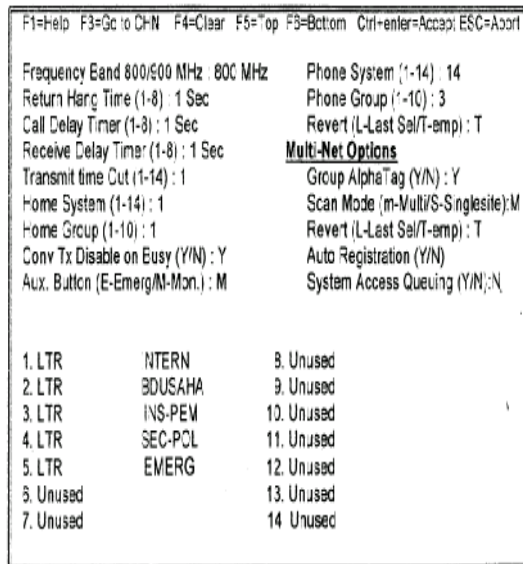 F1=Help F3=Go to CHN F4=Clear F5=Top F6=Bottom Ctrl+enter=Accept ESC=Abort
Frequency Band 800/900 MHz : 800 MHz
Return Hang Time (1-8) : 1 Sec
Call Delay Timer (1-8) : 1 Sec
Receive Delay Timer (1-8) : 1 Sec
Transmit time Out (1-14) : 1
Home System (1-14) : 1
Home Group (1-10) : 1
Conv Tx Disable on Busy (Y/N) : Y
Aux. Button (E-Emerg/M-Mon.) : M
Phone System (1-14) : 14
Phone Group (1-10) : 3
Revert (L-Last Sel/T-emp) : T
Multi-Net Options
Group AlphaTag (Y/N) : Y
Scan Mode (m-Multi/S-Singlesite):M
Revert (L-Last Sel/T-emp) : T
Auto Registration (Y/N)
System Access Queuing (Y/N):N
1. LTR NTERN
2. LTR BDUSAHA
3. LTR INS-PEM
4. LTR SEC-POL
5. LTR EMERG
6. Unused
7. Unused
8. Unused
9. Unused
10. Unused
11. Unused
12. Unused
13. Unused
14 Unused